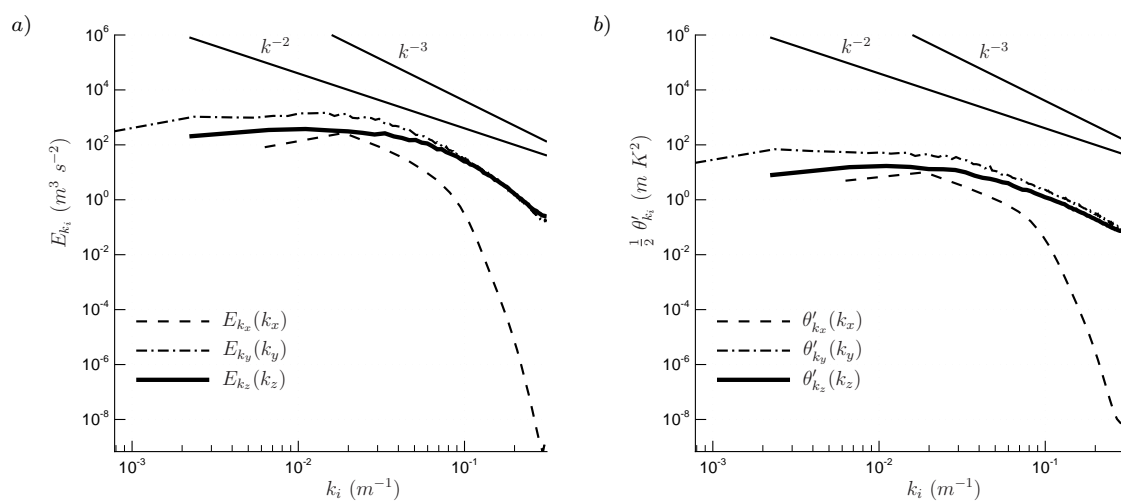 a)
10^6
10^4
10^2
10^0
10^-2
10^-4
10^-6
10^-8
E_{k_i} (m^3 s^{-2})
k^{-2}
k^{-3}
E_{k_x}(k_x)
E_{k_y}(k_y)
E_{k_z}(k_z)
10^-3
10^-2
10^-1
k_i (m^{-1})
b)
10^6
10^4
10^2
10^0
10^-2
10^-4
10^-6
10^-8
\frac{1}{2} θ'_{k_i} (m K^2)
k^{-2}
k^{-3}
θ'_{k_x}(k_x)
θ'_{k_y}(k_y)
θ'_{k_z}(k_z)
10^-3
10^-2
10^-1
k_i (m^{-1})